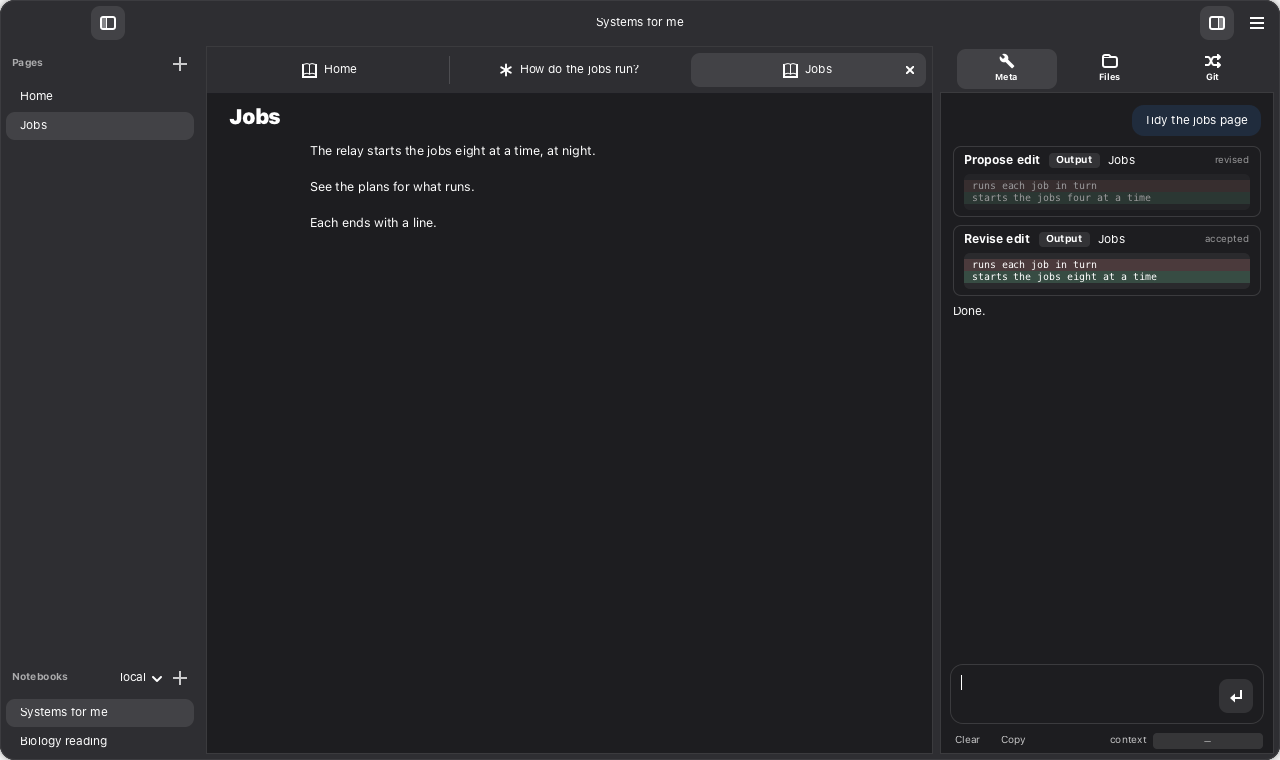 Systems for me
Pages
Home
Jobs
Notebooks
local
Systems for me
Biology reading
Home
How do the jobs run?
Jobs
Jobs
The relay starts the jobs eight at a time, at night.
See the plans for what runs.
Each ends with a line.
Meta
Files
Git
Tidy the jobs page
Propose edit Output Jobs revised
runs each job in turn
starts the jobs four at a time
Revise edit Output Jobs accepted
runs each job in turn
starts the jobs eight at a time
Done.
Clear
Copy
context
–